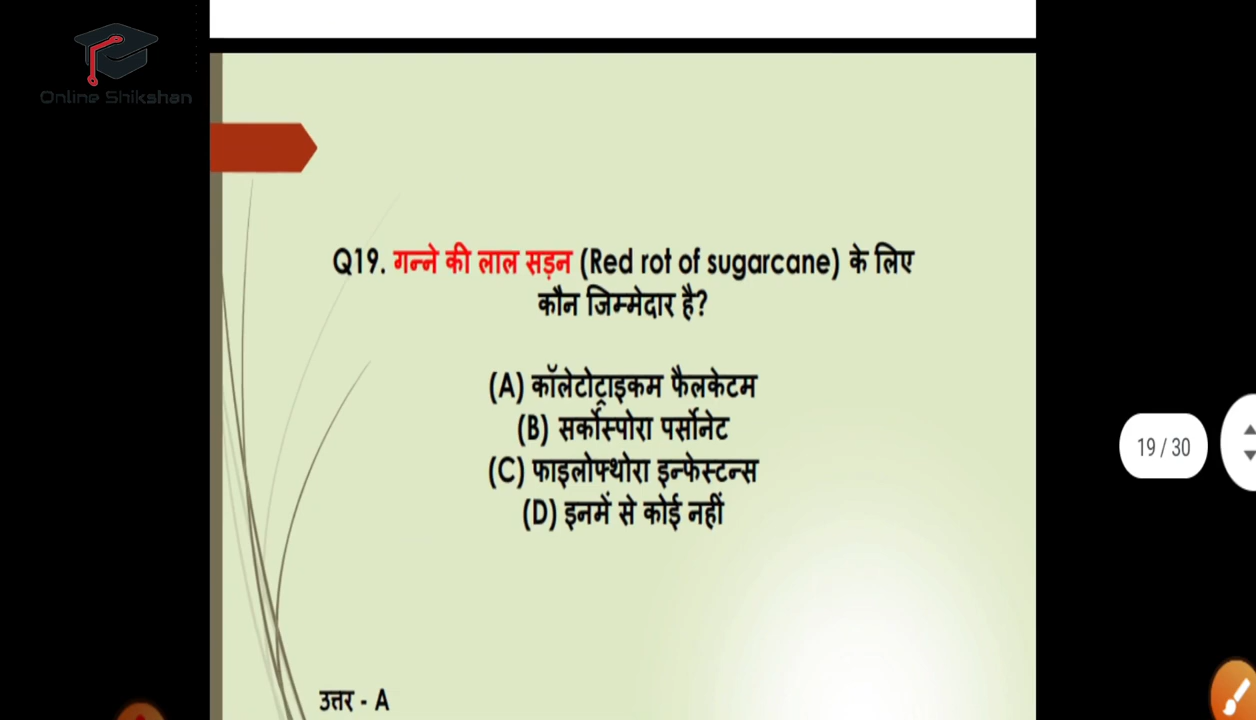 Online Shikshan
Q19. गन्ने की लाल सड़न (Red rot of sugarcane) के लिए
कौन जिम्मेदार है?
(A) कॉलेटोट्राइकम फैलकेटम
(B) सर्कोस्पोरा पर्सोनेट
(C) फाइलोफ्थोरा इन्फेस्टन्स
(D) इनमें से कोई नहीं
19 / 30
उत्तर - A